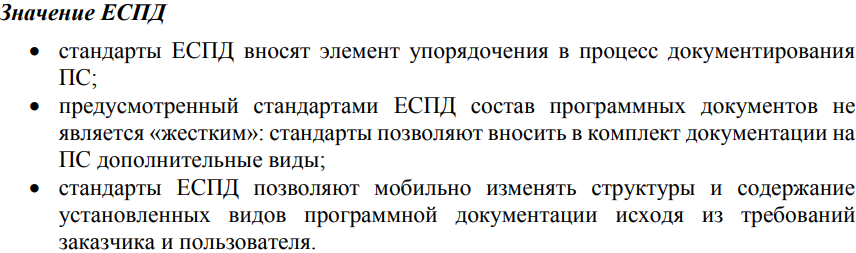 Значение ЕСПД
• стандарты ЕСПД вносят элемент упорядочения в процесс документирования
ПС;
• предусмотренный стандартами ЕСПД состав программных документов не
является «жестким»: стандарты позволяют вносить в комплект документации на
ПС дополнительные виды;
• стандарты ЕСПД позволяют мобильно изменять структуры и содержание
установленных видов программной документации исходя из требований
заказчика и пользователя.